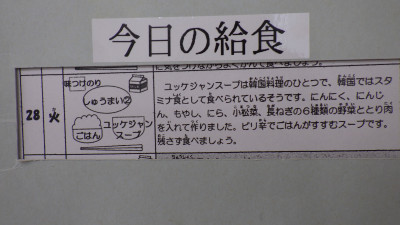 今日の給食
28
火
味つけのり
しゅうまい②
ごはん
ユッケジャン
スープ
ユッケジャンスープは韓国料理のひとつで、韓国ではスタ
ミナ食として食べられているそうです。にんにく、にんじ
ん、もやし、にら、小松菜、長ねぎの6種類の野菜ととり肉
を入れて作りました。ピリ辛でごはんがすすむスープです。
残さず食べましょう。